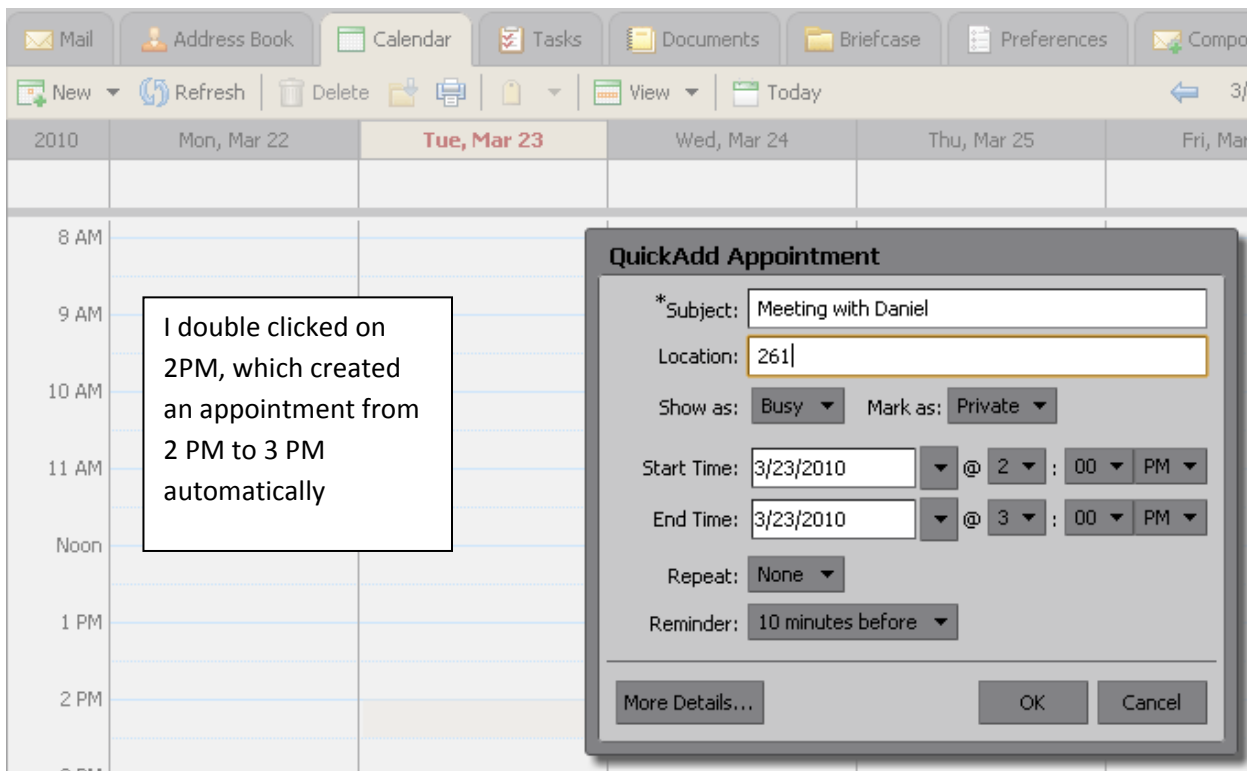 Mail Address Book Calendar Tasks Documents Briefcase Preferences Compo
New Refresh Delete View Today 3/
2010 Mon, Mar 22 Tue, Mar 23 Wed, Mar 24 Thu, Mar 25 Fri, Mar
8 AM
9 AM
10 AM
11 AM
Noon
1 PM
2 PM
I double clicked on
2PM, which created
an appointment from
2 PM to 3 PM
automatically
QuickAdd Appointment
*Subject: Meeting with Daniel
Location: 261
Show as: Busy Mark as: Private
Start Time: 3/23/2010 @ 2 : 00 PM
End Time: 3/23/2010 @ 3 : 00 PM
Repeat: None
Reminder: 10 minutes before
More Details... OK Cancel